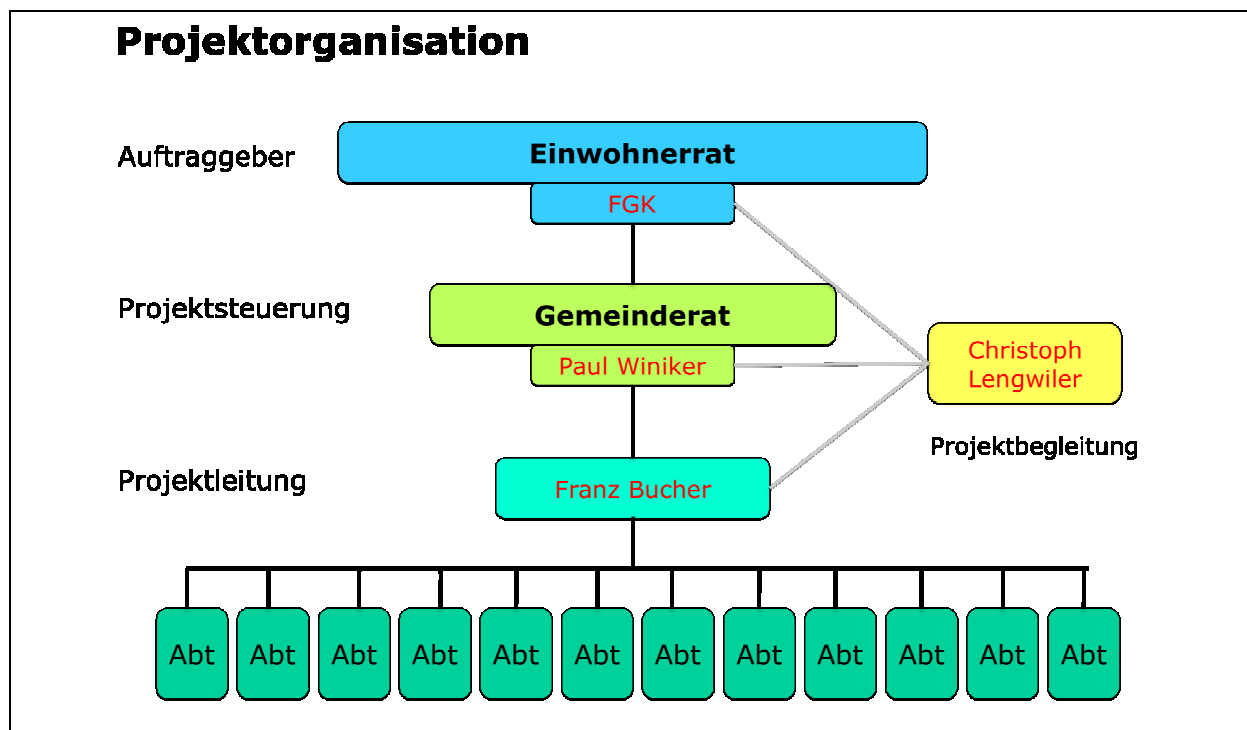 Projektorganisation
Auftraggeber
Einwohnerrat
FGK
Projektsteuerung
Gemeinderat
Paul Winiker
Christoph
Lengwiler
Projektbegleitung
Projektleitung
Franz Bucher
Abt Abt Abt Abt Abt Abt Abt Abt Abt Abt Abt Abt